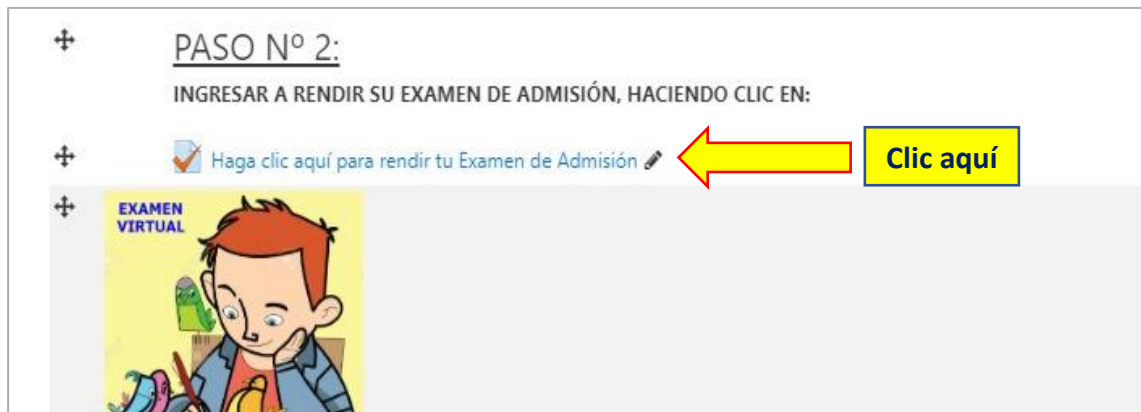 PASO Nº 2:
INGRESAR A RENDIR SU EXAMEN DE ADMISIÓN, HACIENDO CLIC EN:
Haga clic aquí para rendir tu Examen de Admisión
Clic aquí
EXAMEN
VIRTUAL